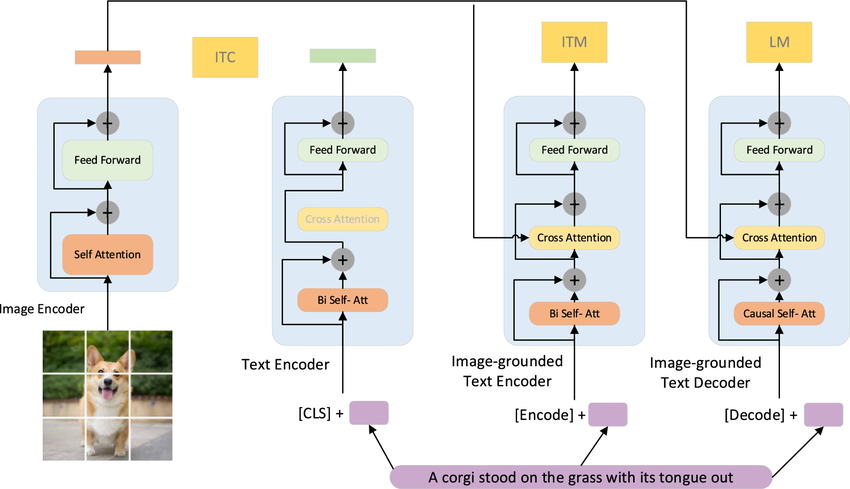 ITC
ITM
LM
Feed Forward
Self Attention
Image Encoder
Feed Forward
Cross Attention
Bi Self- Att
Text Encoder
[CLS] +
Feed Forward
Cross Attention
Bi Self- Att
Image-grounded
Text Encoder
[Encode] +
Feed Forward
Cross Attention
Causal Self- Att
Image-grounded
Text Decoder
[Decode] +
A corgi stood on the grass with its tongue out